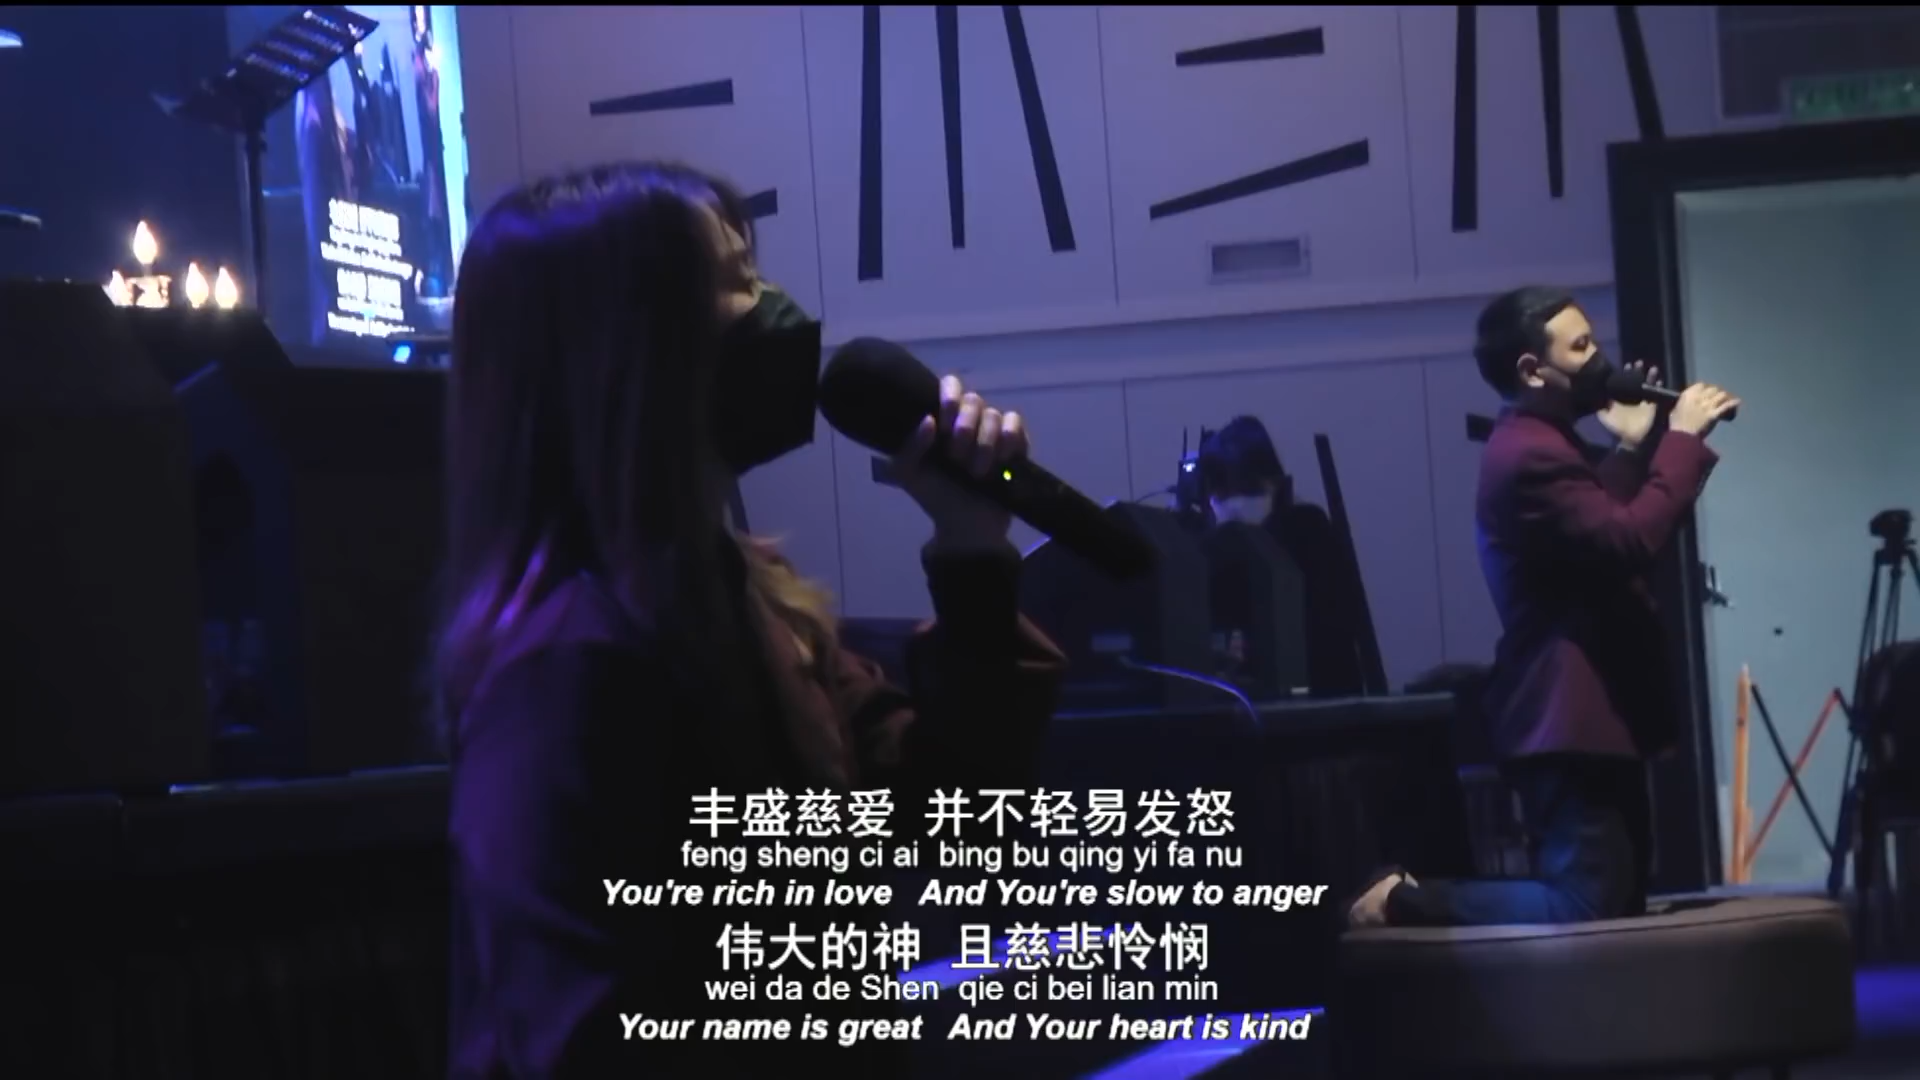 丰盛慈爱 并不轻易发怒
feng sheng ci ai bing bu qing yi fa nu
You're rich in love And You're slow to anger
伟大的神 且慈悲怜悯
wei da de Shen qie ci bei lian min
Your name is great And Your heart is kind